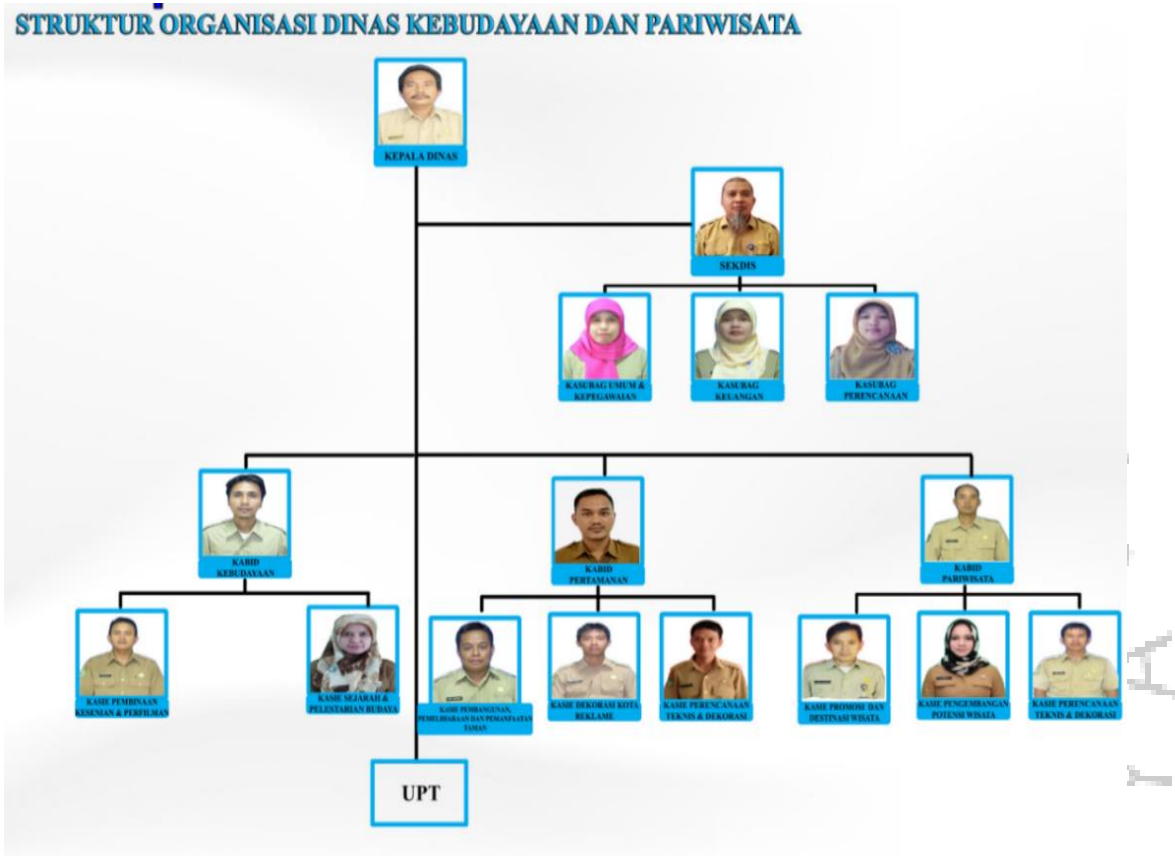 STRUKTUR ORGANISASI DINAS KEBUDAYAAN DAN PARIWISATA
KEPALA DINAS
SEKDIS
KASUBAG UMUM &
KEPEGAWAIAN
KASUBAG
KEUANGAN
KASUBAG
PERENCANAAN
KABID
KEBUDAYAAN
KABID
PERTAMANAN
KABID
PARIWISATA
KASIE PEMBINAAN
KESENIAN & PERFILMAN
KASIE SEJARAH &
PELESTARIAN BUDAYA
KASIE PEMBANGUNAN,
PEMELIHARAAN DAN PEMANFAATAN
TAMAN
KASIE DEKORASI KOTA
REKLAME
KASIE PERENCANAAN
TEKNIS & DEKORASI
KASIE PROMOSI DAN
DESTINASI WISATA
KASIE PENGEMBANGAN
POTENSI WISATA
KASIE PERENCANAAN
TEKNIS & DEKORASI
UPT